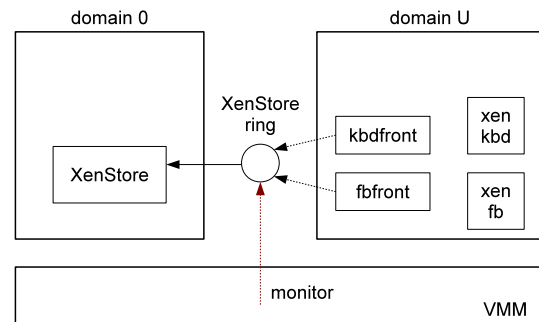 domain 0
domain U
XenStore
ring
kbdfront
xen
kbd
XenStore
fbfront
xen
fb
monitor
VMM